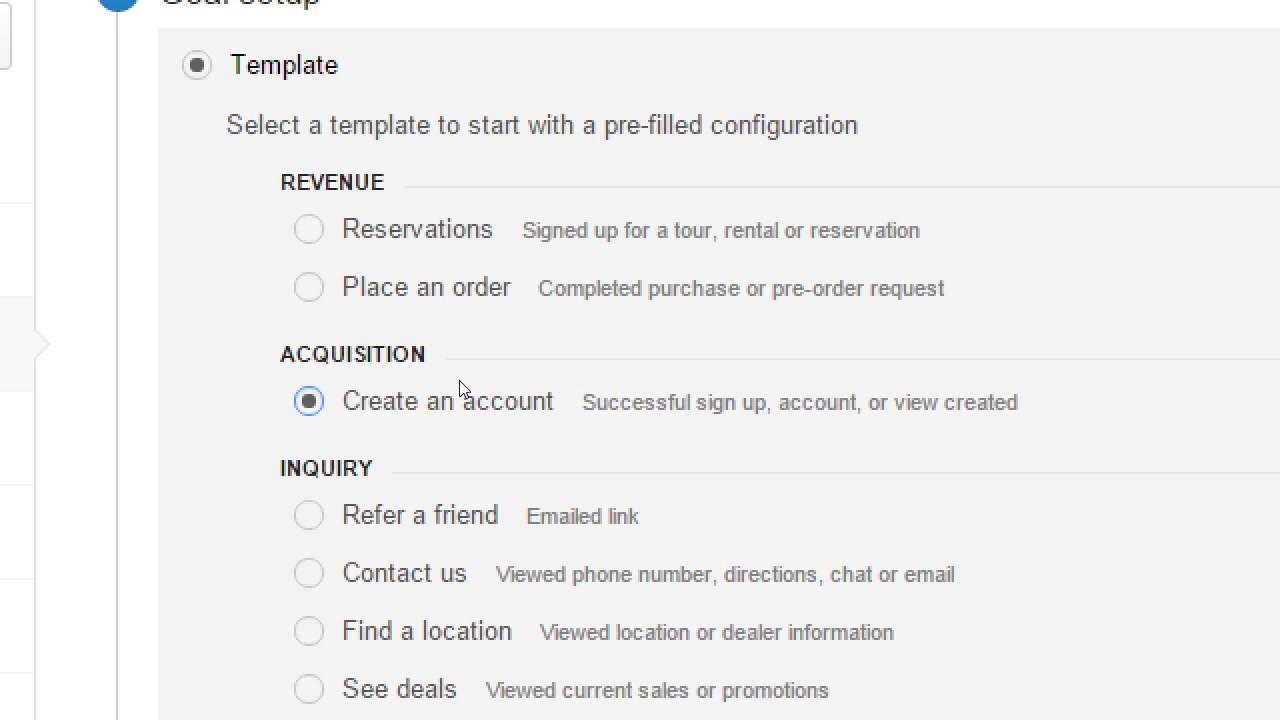 Goal setup
Template
Select a template to start with a pre-filled configuration
REVENUE
Reservations Signed up for a tour, rental or reservation
Place an order Completed purchase or pre-order request
ACQUISITION
Create an account Successful sign up, account, or view created
INQUIRY
Refer a friend Emailed link
Contact us Viewed phone number, directions, chat or email
Find a location Viewed location or dealer information
See deals Viewed current sales or promotions